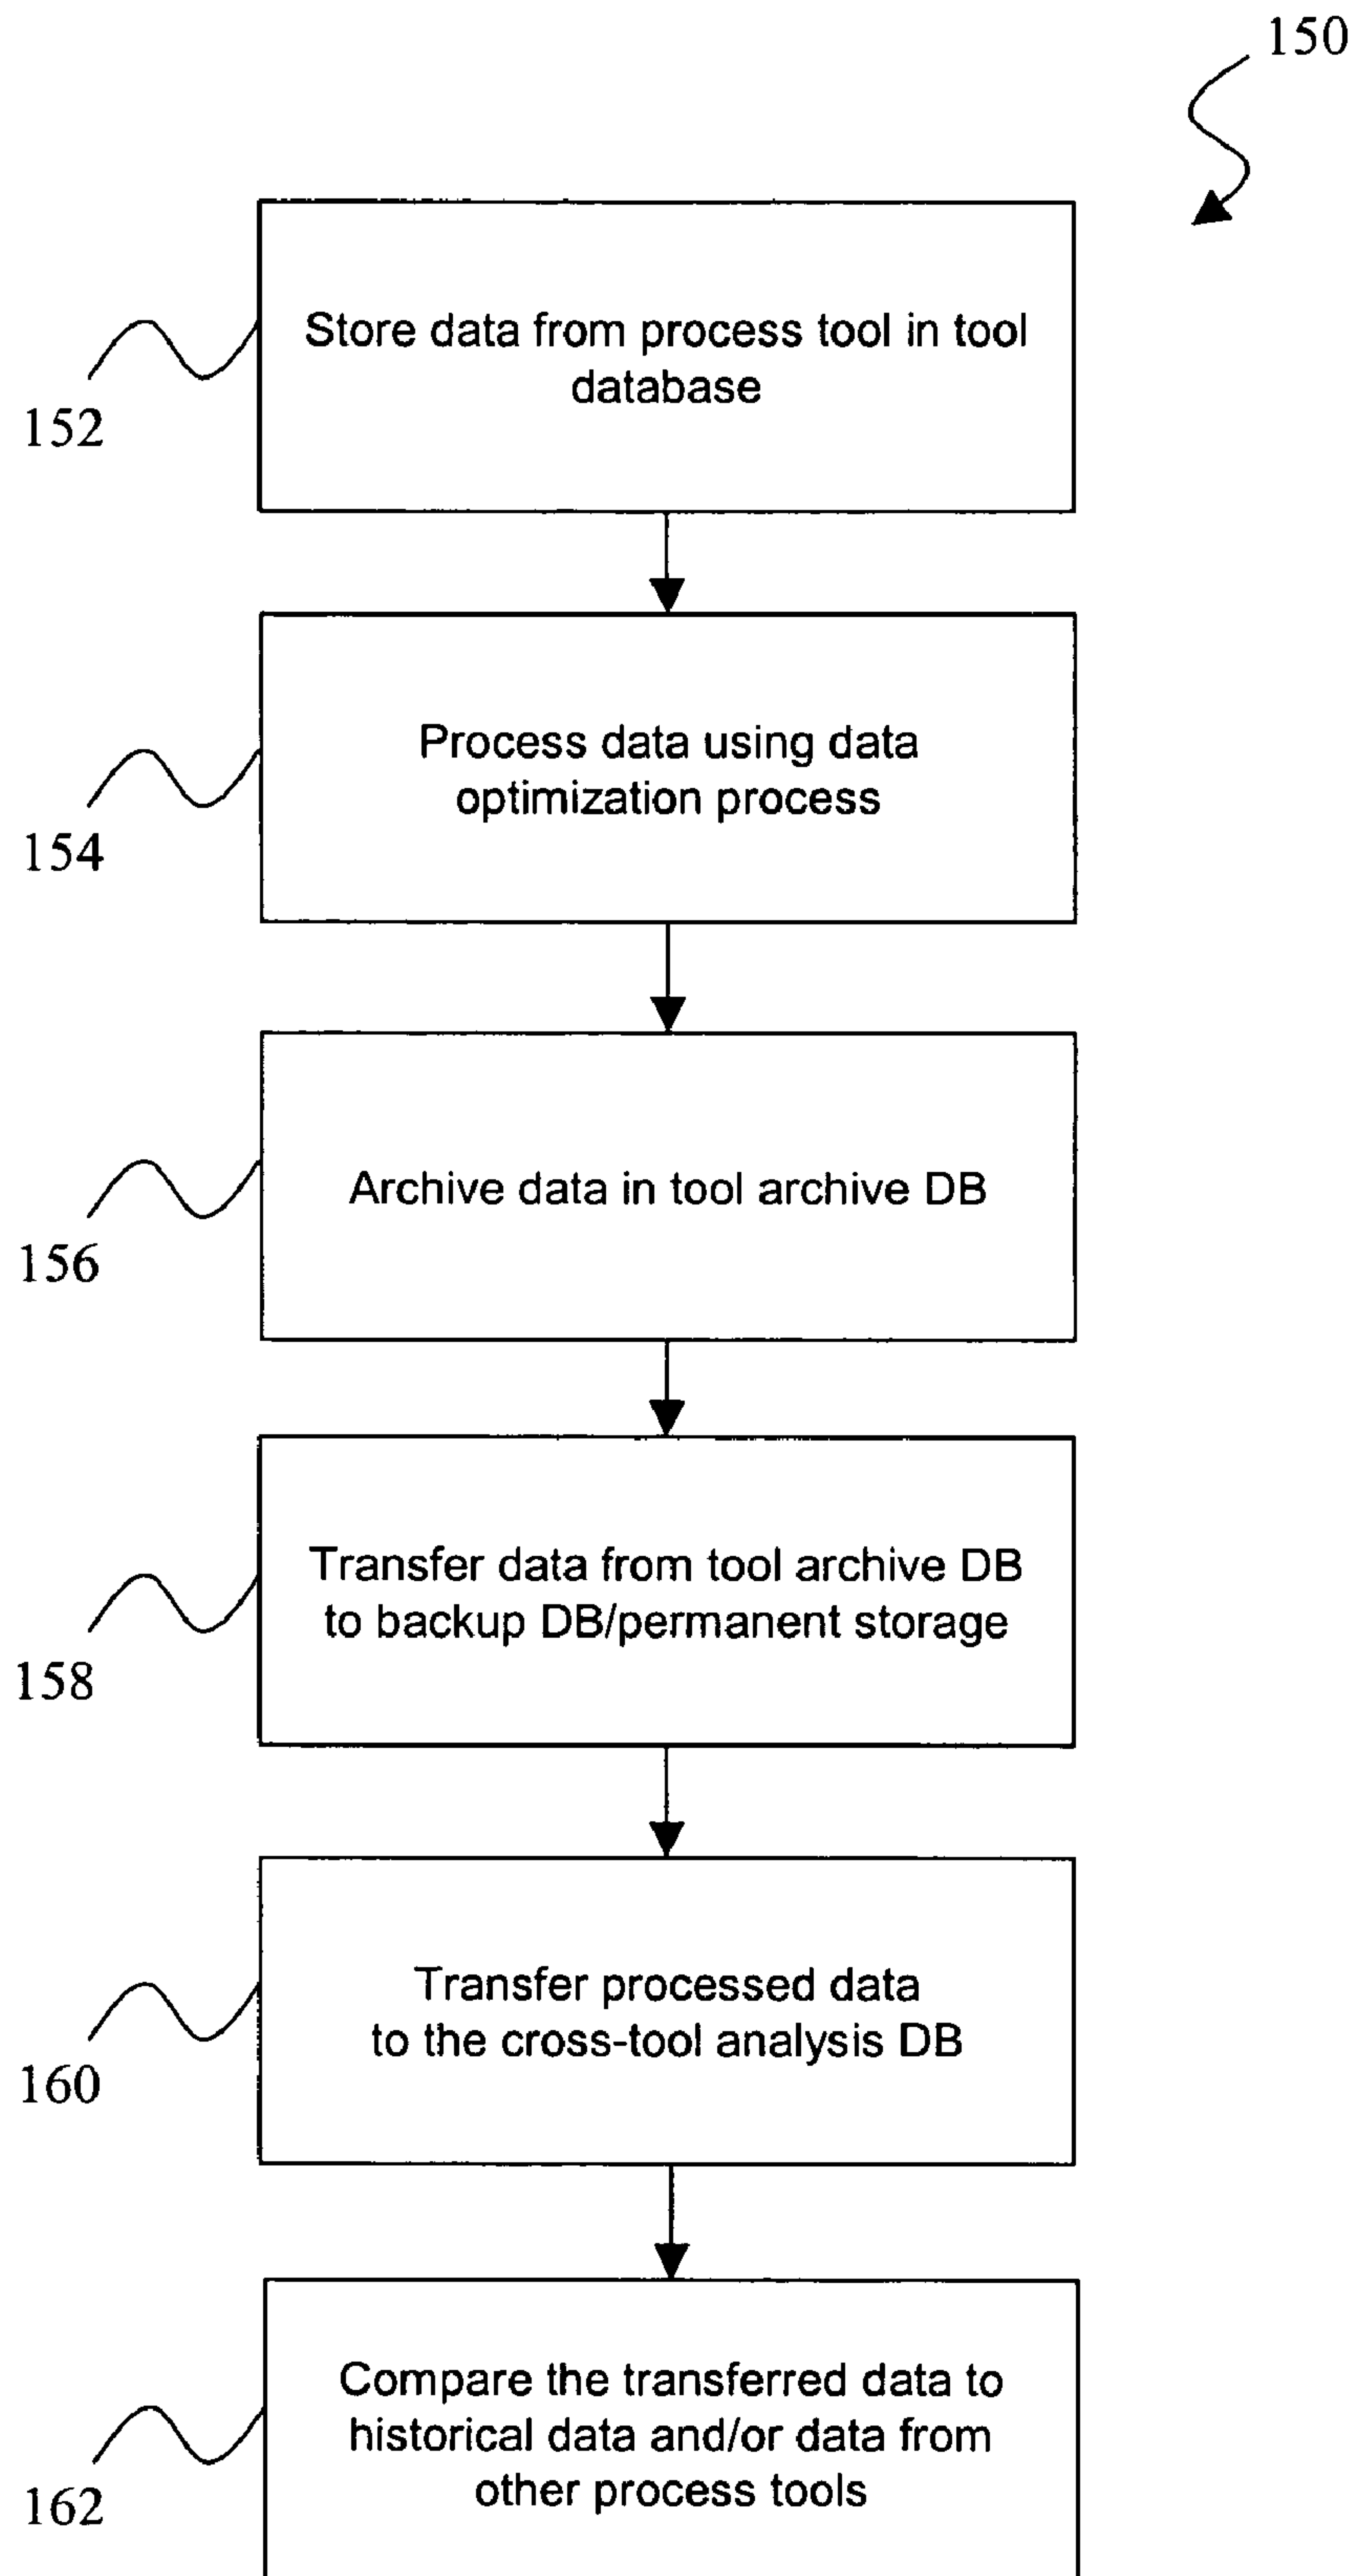 150
Store data from process tool in tool
database
152
Process data using data
optimization process
154
Archive data in tool archive DB
156
Transfer data from tool archive DB
to backup DB/permanent storage
158
Transfer processed data
to the cross-tool analysis DB
160
Compare the transferred data to
historical data and/or data from
other process tools
162